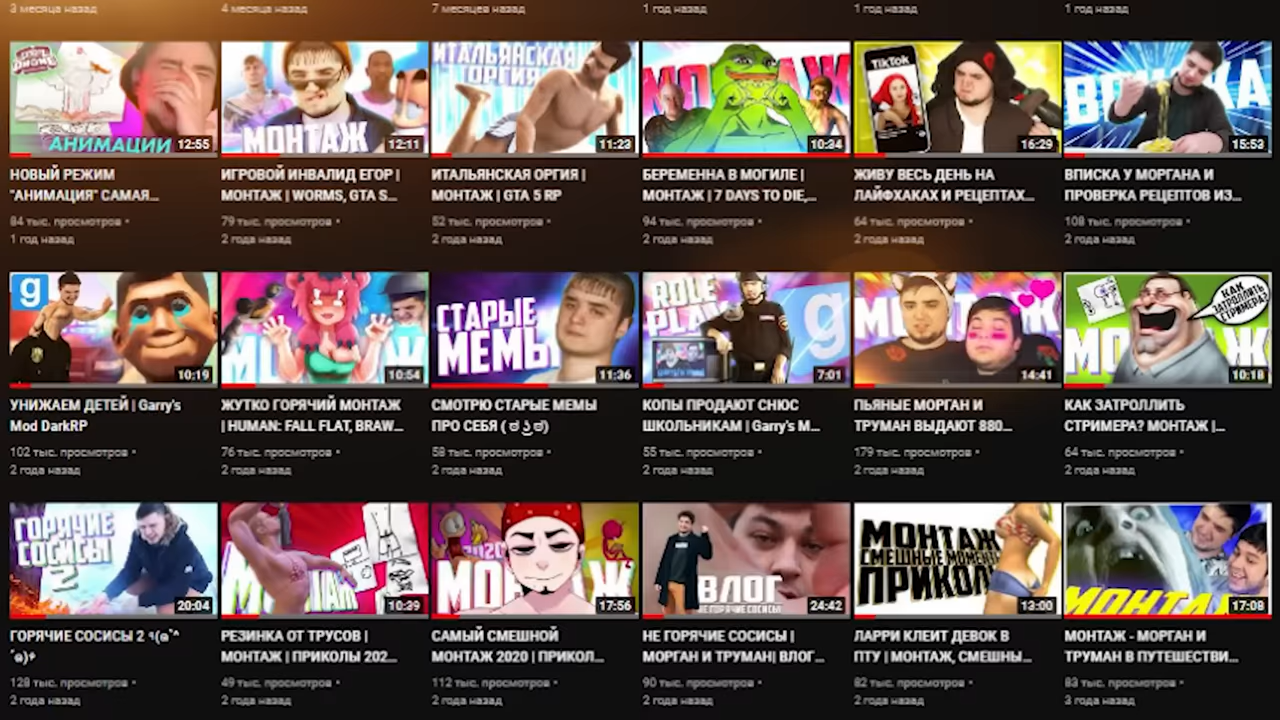 3 месяца назад
4 месяца назад
7 месяцев назад
1 год назад
1 год назад
1 год назад
АНИМАЦИИ
12:55
МОНТАЖ
12:11
ИТАЛЬЯНСКАЯ
ОРГИЯ
11:23
МО АЖ
10:34
TikTok
16:29
ВПИСКА
15:53
НОВЫЙ РЕЖИМ
"АНИМАЦИЯ" САМАЯ...
ИГРОВОЙ ИНВАЛИД ЕГОР |
МОНТАЖ | WORMS, GTA S...
ИТАЛЬЯНСКАЯ ОРГИЯ |
МОНТАЖ | GTA 5 RP
БЕРЕМЕННА В МОГИЛЕ |
МОНТАЖ | 7 DAYS TO DIE,...
ЖИВУ ВЕСЬ ДЕНЬ НА
ЛАЙФХАКАХ И РЕЦЕПТАХ...
ВПИСКА У МОРГАНА И
ПРОВЕРКА РЕЦЕПТОВ ИЗ...
84 тыс. просмотров •
1 год назад
79 тыс. просмотров •
2 года назад
52 тыс. просмотров •
2 года назад
94 тыс. просмотров •
2 года назад
64 тыс. просмотров •
2 года назад
108 тыс. просмотров •
2 года назад
g
10:19
10:54
СТАРЫЕ
МЕМЫ
11:36
ROLE
PLAY
g
7:01
14:41
КАК
ЗАТРОЛЛИТЬ
СТРИМЕРА?
МО Ж
10:18
УНИЖАЕМ ДЕТЕЙ | Garry's
Mod DarkRP
ЖУТКО ГОРЯЧИЙ МОНТАЖ
| HUMAN: FALL FLAT, BRAW...
СМОТРЮ СТАРЫЕ МЕМЫ
ПРО СЕБЯ ( ಠ ʖ̯ ಠ)
КОПЫ ПРОДАЮТ СНЮС
ШКОЛЬНИКАМ | Garry's M...
ПЬЯНЫЕ МОРГАН И
ТРУМАН ВЫДАЮТ 880...
КАК ЗАТРОЛЛИТЬ
СТРИМЕРА? МОНТАЖ |...
102 тыс. просмотров •
2 года назад
76 тыс. просмотров •
2 года назад
58 тыс. просмотров •
2 года назад
55 тыс. просмотров •
2 года назад
179 тыс. просмотров •
2 года назад
64 тыс. просмотров •
2 года назад
ГОРЯЧИЕ
СОСИСЫ
2
20:04
10:39
2020
МО Ж
17:56
ВЛОГ
НЕ ГОРЯЧИЕ СОСИСЫ
24:42
МОНТАЖ
СМЕШНЫЕ МОМЕНТЫ
ПРИКОЛ
13:00
МОНТАЖ
17:08
ГОРЯЧИЕ СОСИСЫ 2
РЕЗИНКА ОТ ТРУСОВ |
МОНТАЖ | ПРИКОЛЫ 202...
САМЫЙ СМЕШНОЙ
МОНТАЖ 2020 | ПРИКОЛ...
НЕ ГОРЯЧИЕ СОСИСЫ |
МОРГАН И ТРУМАН| ВЛОГ...
ЛАРРИ КЛЕИТ ДЕВОК В
ПТУ | МОНТАЖ, СМЕШНЫ...
МОНТАЖ - МОРГАН И
ТРУМАН В ПУТЕШЕСТВИ...
128 тыс. просмотров •
2 года назад
49 тыс. просмотров •
2 года назад
112 тыс. просмотров •
2 года назад
90 тыс. просмотров •
2 года назад
82 тыс. просмотров •
2 года назад
83 тыс. просмотров •
3 года назад